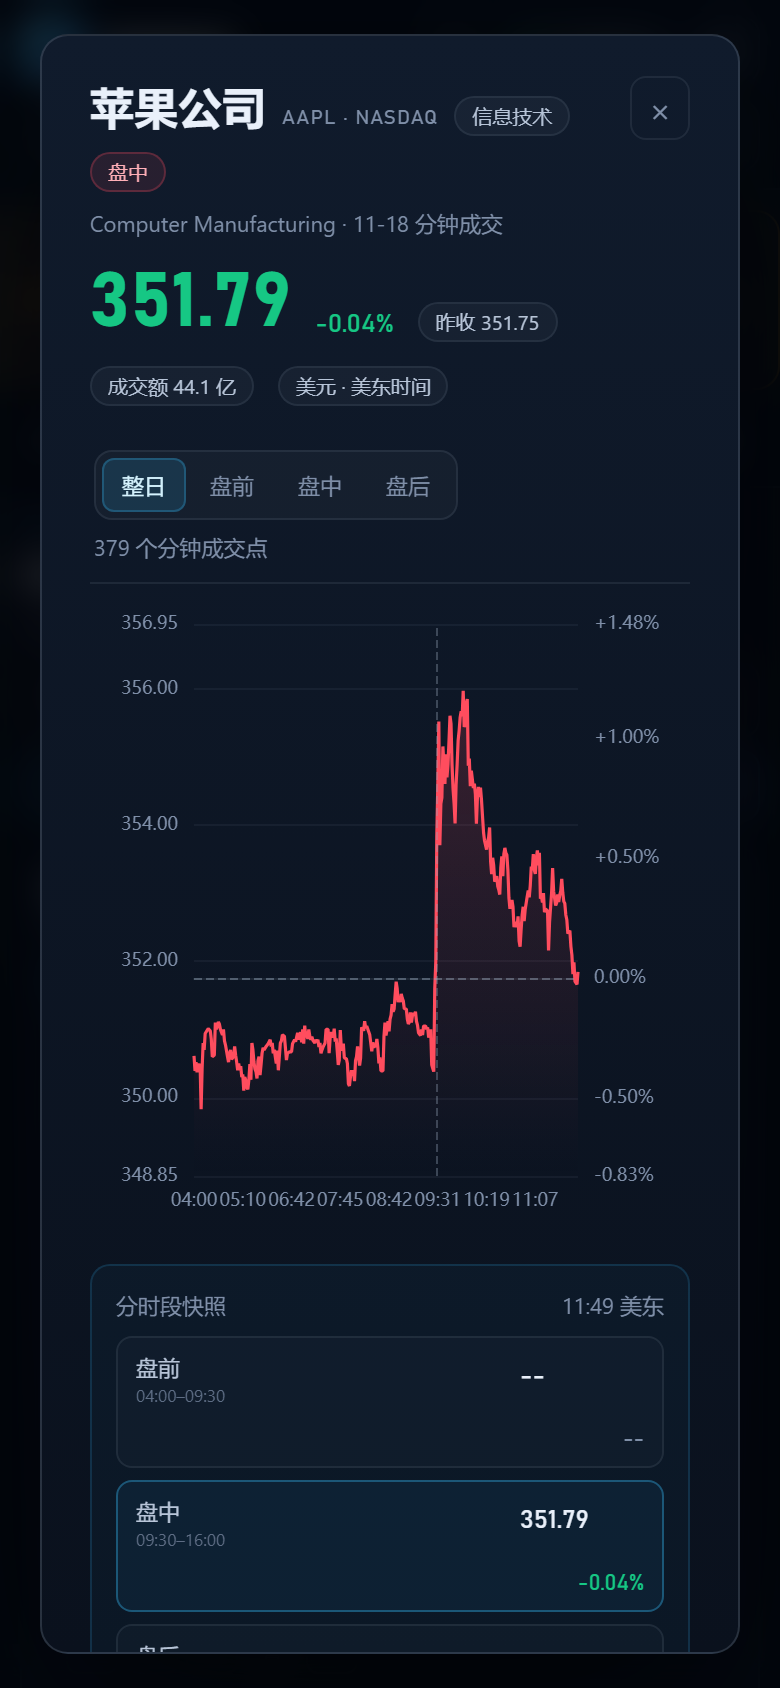 苹果公司 AAPL · NASDAQ 信息技术 ×
盘中
Computer Manufacturing · 11-18 分钟成交
351.79 -0.04% 昨收 351.75
成交额 44.1 亿 美元 · 美东时间
整日 盘前 盘中 盘后
379 个分钟成交点
356.95 +1.48%
356.00
+1.00%
354.00
+0.50%
352.00
0.00%
350.00 -0.50%
348.85 -0.83%
04:00 05:10 06:42 07:45 08:42 09:31 10:19 11:07
分时段快照 11:49 美东
盘前 --
04:00–09:30
--
盘中 351.79
09:30–16:00
-0.04%
盘后